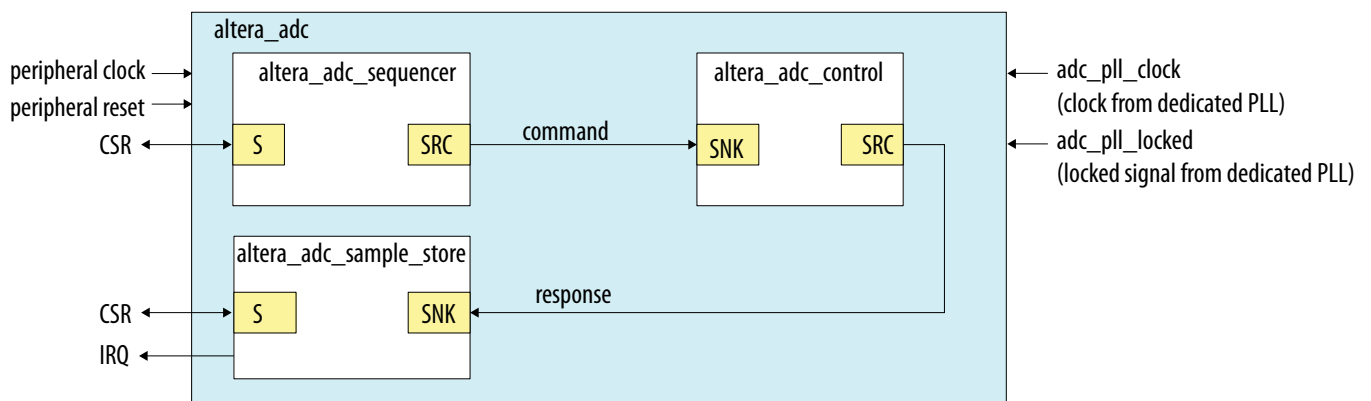 altera_adc
peripheral clock
peripheral reset
CSR
altera_adc_sequencer
S
SRC
command
altera_adc_control
SNK
SRC
adc_pll_clock
(clock from dedicated PLL)
adc_pll_locked
(locked signal from dedicated PLL)
altera_adc_sample_store
CSR
S
SNK
response
IRQ